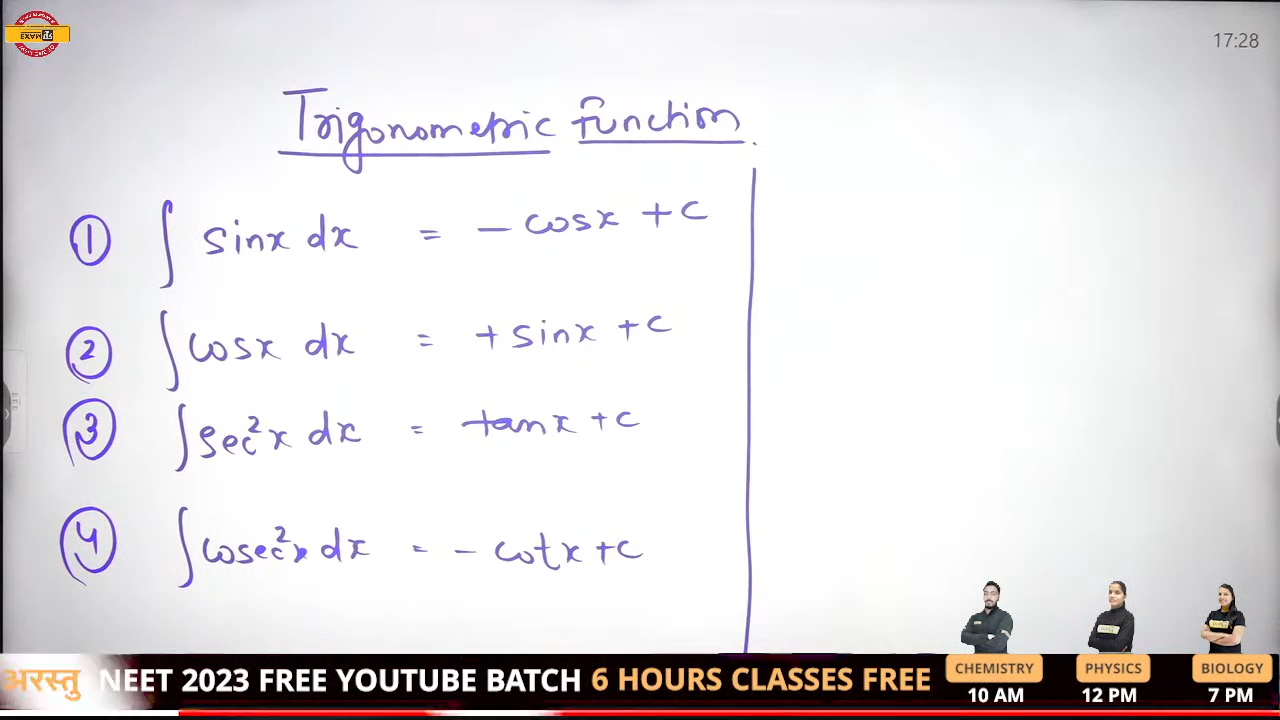 17:28
Trigonometric Function
① ∫ sinx dx = - cosx + c
② ∫ cosx dx = + sinx + c
③ ∫ sec²x dx = tanx + c
④ ∫ cosec²x dx = - cotx + c
अरस्तु NEET 2023 FREE YOUTUBE BATCH 6 HOURS CLASSES FREE
CHEMISTRY
10 AM
PHYSICS
12 PM
BIOLOGY
7 PM